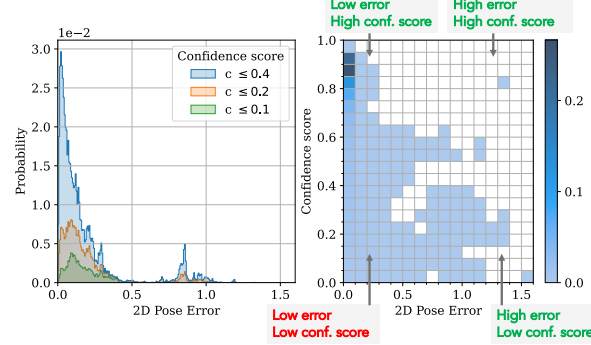 Low error
High conf. score
High error
High conf. score
1e−2
3.0
2.5
2.0
1.5
1.0
0.5
0.0
Probability
0.0
0.5
1.0
1.5
2D Pose Error
Confidence score
c ≤0.4
c ≤0.2
c ≤0.1
1.0
0.8
0.6
0.4
0.2
0.0
Confidence score
0.0
0.5
1.0
1.5
2D Pose Error
0.2
0.1
0.0
Low error
Low conf. score
High error
Low conf. score